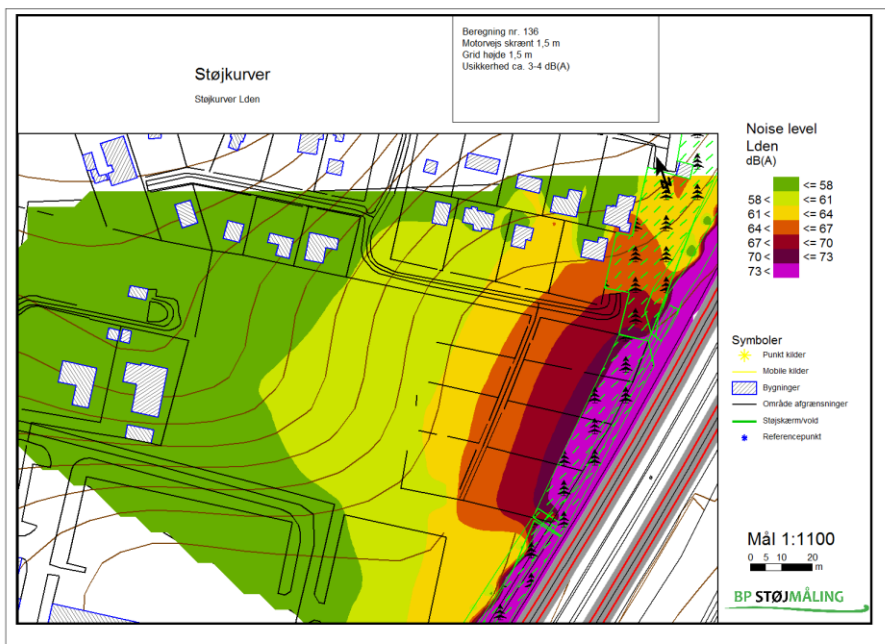 Støjkurver
Støjkurver Lden
Beregning nr. 136
Motorvejs skrænt 1,5 m
Grid højde 1,5 m
Usikkerhed ca. 3-4 dB(A)
Noise level
Lden
dB(A)
<= 58
58 < <= 61
61 < <= 64
64 < <= 67
67 < <= 70
70 < <= 73
73 <
Symboler
Punkt kilder
Mobile kilder
Bygninger
Område afgrænsninger
Støjskærm/vold
Referencepunkt
Mål 1:1100
0 5 10 20
m
BP STØJMÅLING